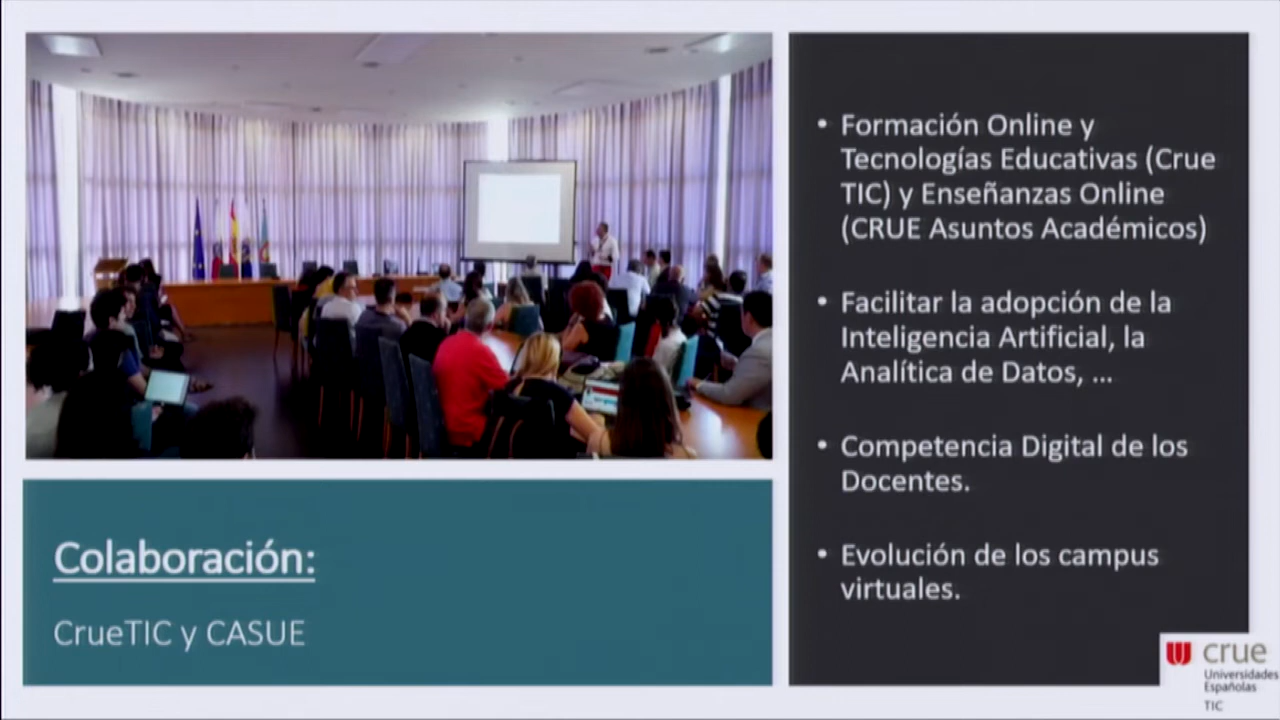 Colaboración:
CrueTIC y CASUE
• Formación Online y
Tecnologías Educativas (Crue
TIC) y Enseñanzas Online
(CRUE Asuntos Académicos)
• Facilitar la adopción de la
Inteligencia Artificial, la
Analítica de Datos, ...
• Competencia Digital de los
Docentes.
• Evolución de los campus
virtuales.
crue
Universidades
Españolas
TIC